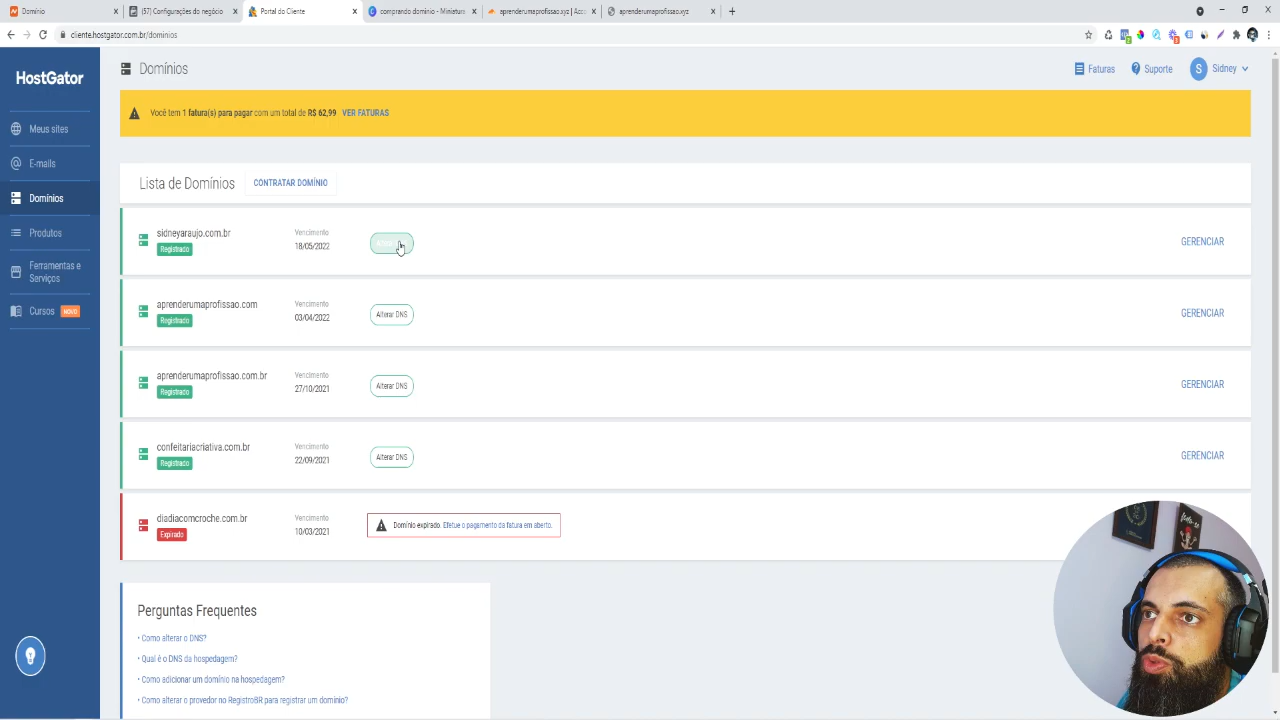 Domínio
(57) Configurações do negócio
Portal do Cliente
comprando domínio - Miniatura
aprenderumaprofissao.xyz | Acc
aprenderumaprofissao.xyz
cliente.hostgator.com.br/dominios
HostGator
Meus sites
E-mails
Domínios
Produtos
Ferramentas e
Serviços
Cursos NOVO
Domínios
Faturas
Suporte
S
Sidney
Você tem 1 fatura(s) para pagar com um total de R$ 62,99 VER FATURAS
Lista de Domínios
CONTRATAR DOMÍNIO
sidneyaraujo.com.br
Registrado
Vencimento
18/05/2022
GERENCIAR
aprenderumaprofissao.com
Registrado
Vencimento
03/04/2022
Alterar DNS
GERENCIAR
aprenderumaprofissao.com.br
Registrado
Vencimento
27/10/2021
Alterar DNS
GERENCIAR
confeitariacriativa.com.br
Registrado
Vencimento
22/09/2021
Alterar DNS
GERENCIAR
diadiacomcroche.com.br
Expirado
Vencimento
10/03/2021
Domínio expirado. Efetue o pagamento da fatura em aberto.
Perguntas Frequentes
• Como alterar o DNS?
• Qual é o DNS da hospedagem?
• Como adicionar um domínio na hospedagem?
• Como alterar o provedor no RegistroBR para registrar um domínio?